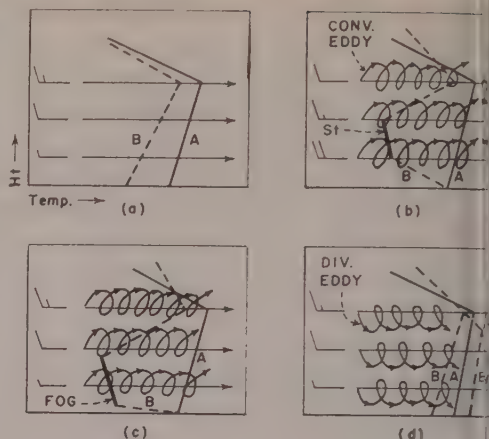 B
A
Ht →
Temp. →
(a)
CONV.
EDDY
St
B
A
(b)
A
B
FOG
(c)
DIV.
EDDY
B
A
(d)